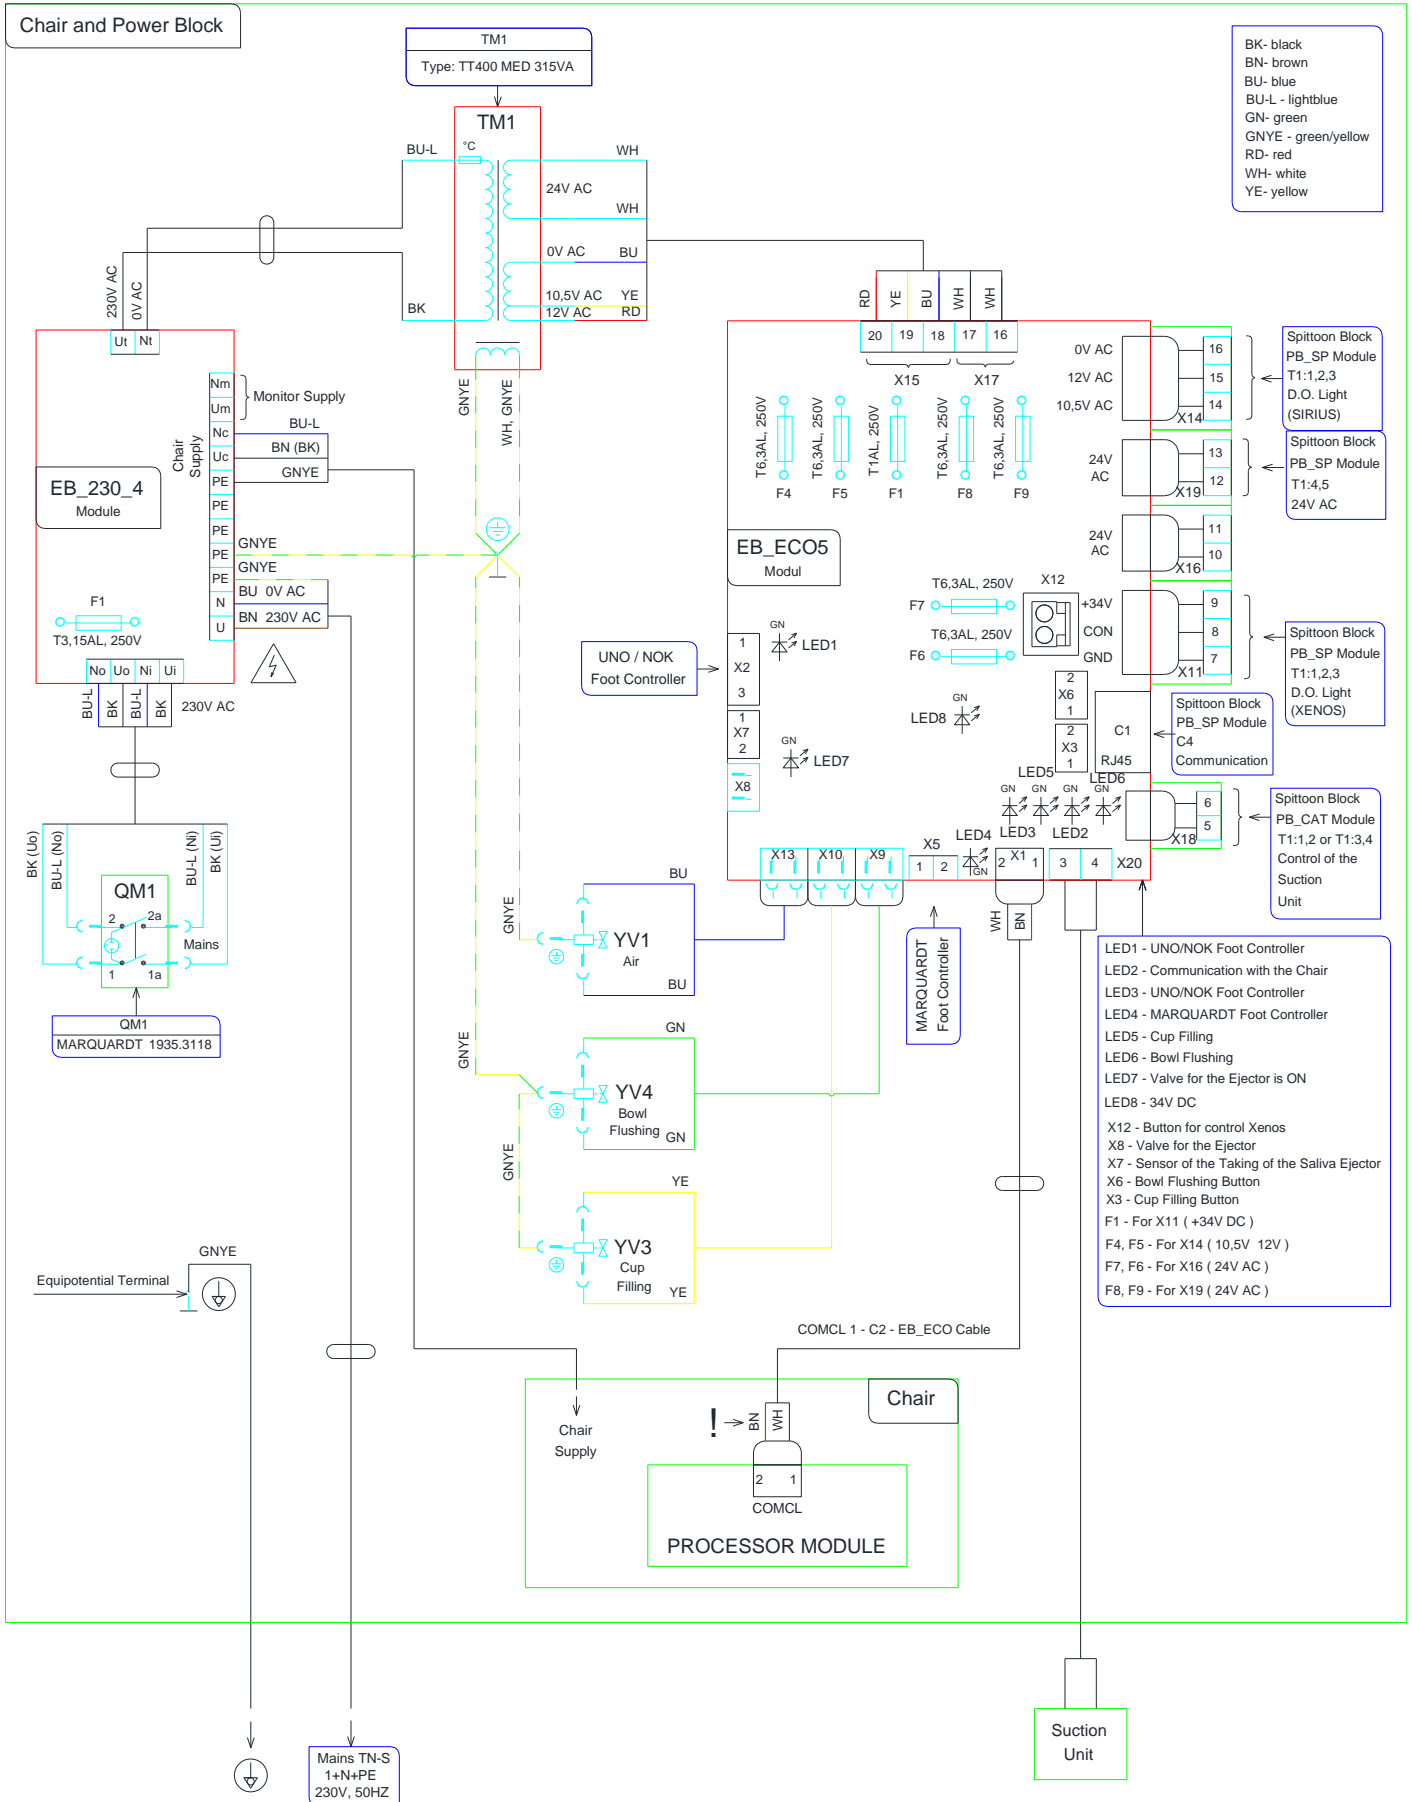 Chair and Power Block
TM1
Type: TT400 MED 315VA
BK- black
BN- brown
BU- blue
BU-L - lightblue
GN- green
GNYE - green/yellow
RD- red
WH- white
YE- yellow
TM1
°C
BU-L
BK
WH
24V AC
WH
0V AC
BU
10,5V AC
YE
12V AC
RD
GNYE
WH, GNYE
230V AC
0V AC
Ut
Nt
Nm
Um
Monitor Supply
Nc
Uc
PE
PE
PE
PE
PE
N
U
Chair
Supply
BU-L
BN (BK)
GNYE
GNYE
GNYE
BU 0V AC
BN 230V AC
EB_230_4
Module
F1
T3,15AL, 250V
No
Uo
Ni
Ui
BU-L
BK
BU-L
BK
230V AC
BK (Uo)
BU-L (No)
BU-L (Ni)
BK (Ui)
QM1
2
2a
1
1a
Mains
QM1
MARQUARDT 1935.3118
RD
YE
BU
WH
WH
20
19
18
17
16
X15
X17
T6,3AL, 250V
F4
T6,3AL, 250V
F5
T1AL, 250V
F1
T6,3AL, 250V
F8
T6,3AL, 250V
F9
EB_ECO5
Modul
0V AC
12V AC
10,5V AC
16
15
14
X14
Spittoon Block
PB_SP Module
T1:1,2,3
D.O. Light
(SIRIUS)
24V
AC
13
12
X19
Spittoon Block
PB_SP Module
T1:4,5
24V AC
24V
AC
11
10
X16
T6,3AL, 250V
F7
T6,3AL, 250V
F6
X12
+34V
CON
GND
9
8
7
X11
Spittoon Block
PB_SP Module
T1:1,2,3
D.O. Light
(XENOS)
UNO / NOK
Foot Controller
1
X2
3
GN
LED1
1
X7
2
GN
LED7
X8
GN
LED8
2
X6
1
2
X3
1
C1
RJ45
Spittoon Block
PB_SP Module
C4
Communication
LED5
LED6
GN
GN
GN
GN
LED3
LED2
LED4
GN
6
5
X18
Spittoon Block
PB_CAT Module
T1:1,2 or T1:3,4
Control of the
Suction
Unit
X13
X10
X9
X5
1
2
2
X1
1
3
4
X20
WH
BN
MARQUARDT
Foot Controller
LED1 - UNO/NOK Foot Controller
LED2 - Communication with the Chair
LED3 - UNO/NOK Foot Controller
LED4 - MARQUARDT Foot Controller
LED5 - Cup Filling
LED6 - Bowl Flushing
LED7 - Valve for the Ejector is ON
LED8 - 34V DC
X12 - Button for control Xenos
X8 - Valve for the Ejector
X7 - Sensor of the Taking of the Saliva Ejector
X6 - Bowl Flushing Button
X3 - Cup Filling Button
F1 - For X11 ( +34V DC )
F4, F5 - For X14 ( 10,5V 12V )
F7, F6 - For X16 ( 24V AC )
F8, F9 - For X19 ( 24V AC )
GNYE
BU
YV1
Air
BU
GNYE
GN
YV4
Bowl
Flushing
GN
GNYE
YE
YV3
Cup
Filling
YE
GNYE
Equipotential Terminal
COMCL 1 - C2 - EB_ECO Cable
Chair
Supply
Chair
!
BN
WH
2
1
COMCL
PROCESSOR MODULE
Mains TN-S
1+N+PE
230V, 50HZ
Suction
Unit